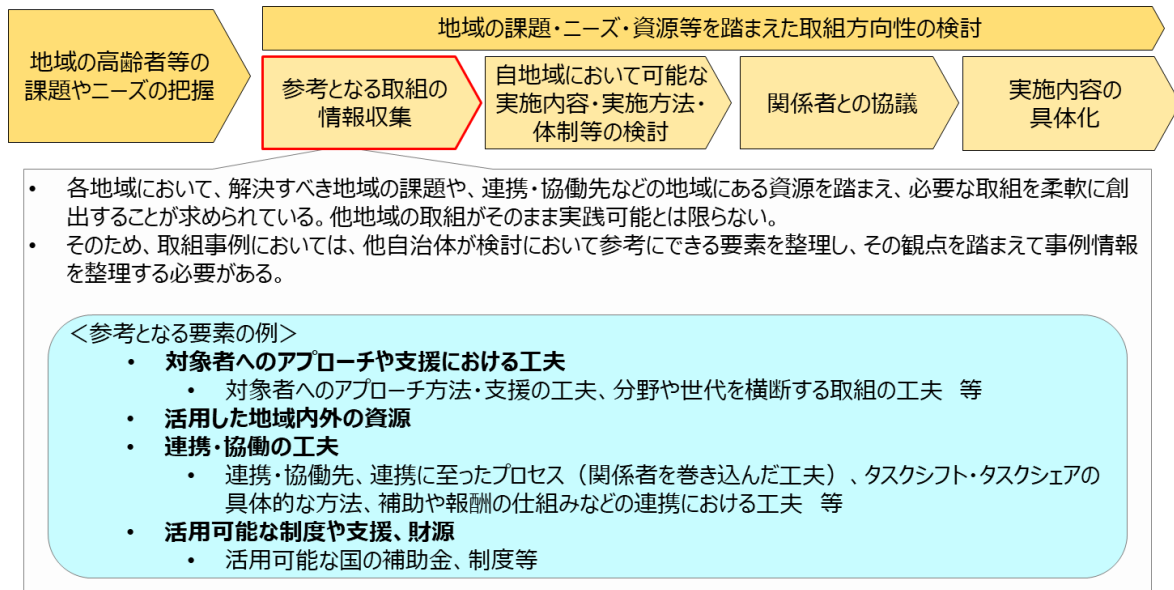 地域の課題・ニーズ・資源等を踏まえた取組方向性の検討
地域の高齢者等の
課題やニーズの把握
参考となる取組の
情報収集
自地域において可能な
実施内容・実施方法・
体制等の検討
関係者との協議
実施内容の
具体化
• 各地域において、解決すべき地域の課題や、連携・協働先などの地域にある資源を踏まえ、必要な取組を柔軟に創
出することが求められている。他地域の取組がそのまま実践可能とは限らない。
• そのため、取組事例においては、他自治体が検討において参考にできる要素を整理し、その観点を踏まえて事例情報
を整理する必要がある。
＜参考となる要素の例＞
• 対象者へのアプローチや支援における工夫
• 対象者へのアプローチ方法・支援の工夫、分野や世代を横断する取組の工夫 等
• 活用した地域内外の資源
• 連携・協働の工夫
• 連携・協働先、連携に至ったプロセス（関係者を巻き込んだ工夫）、タスクシフト・タスクシェアの
具体的な方法、補助や報酬の仕組みなどの連携における工夫 等
• 活用可能な制度や支援、財源
• 活用可能な国の補助金、制度等